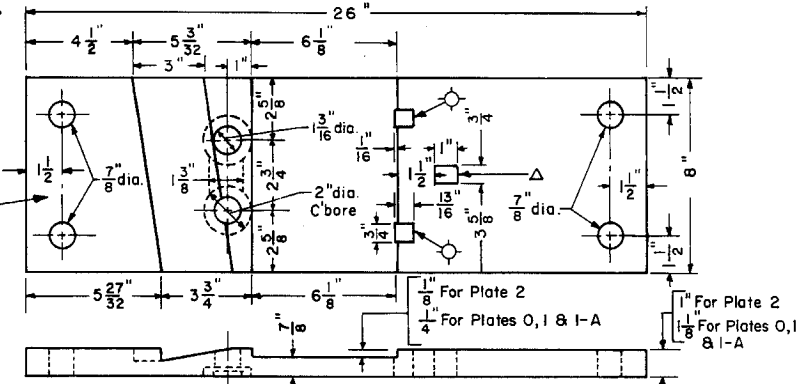 26"
4 1/2" 5 3/32" 6 1/8"
3" 1"
2 5/8"
1 3/16" dia.
3/4"
1 1/2"
1/16" 1"
1 1/2" 7/8" dia. 1 3/8" 2 3/4" 1 1/2" △ 1 1/2" 8"
2" dia.
C'bore
13/16"
3 5/8"
7/8" dia.
3/4"
2 5/8"
1 1/2"
5 27/32" 3 3/4" 6 1/8"
1/8" For Plate 2
1/4" For Plates 0, 1 & 1-A
7/8"
1" For Plate 2
1 1/8" For Plates 0, 1
& 1-A